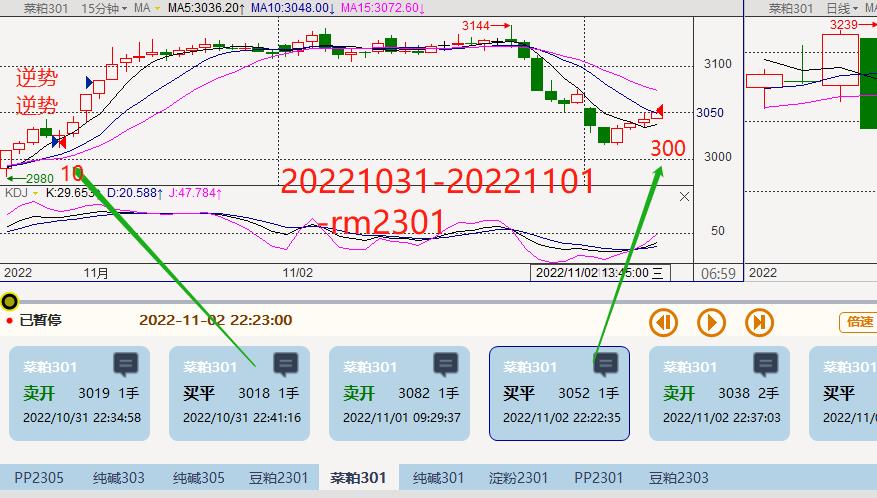 菜粕301 15分钟 MA MA5:3036.20↑ MA10:3048.00↓ MA15:3072.60↓
菜粕301 日线
3144
3239
3100
逆势
逆势
3050
300
3000
2980
10
20221031-20221101
-rm2301
KDJ K:29.653 D:20.588↑ J:47.784↑
50
2022 11月 11/02 2022/11/02 13:45:00 三 06:59 2022
已暂停 2022-11-02 22:23:00 倍速
菜粕301 菜粕301 菜粕301 菜粕301 菜粕301 菜粕301
卖开 3019 1手 买平 3018 1手 卖开 3082 1手 买平 3052 1手 卖开 3038 2手 买平
2022/10/31 22:34:58 2022/10/31 22:41:16 2022/11/01 09:29:37 2022/11/02 22:22:35 2022/11/02 22:37:03 2022/11/0
PP2305 纯碱303 纯碱305 豆粕2301 菜粕301 纯碱301 淀粉2301 PP2301 豆粕2303